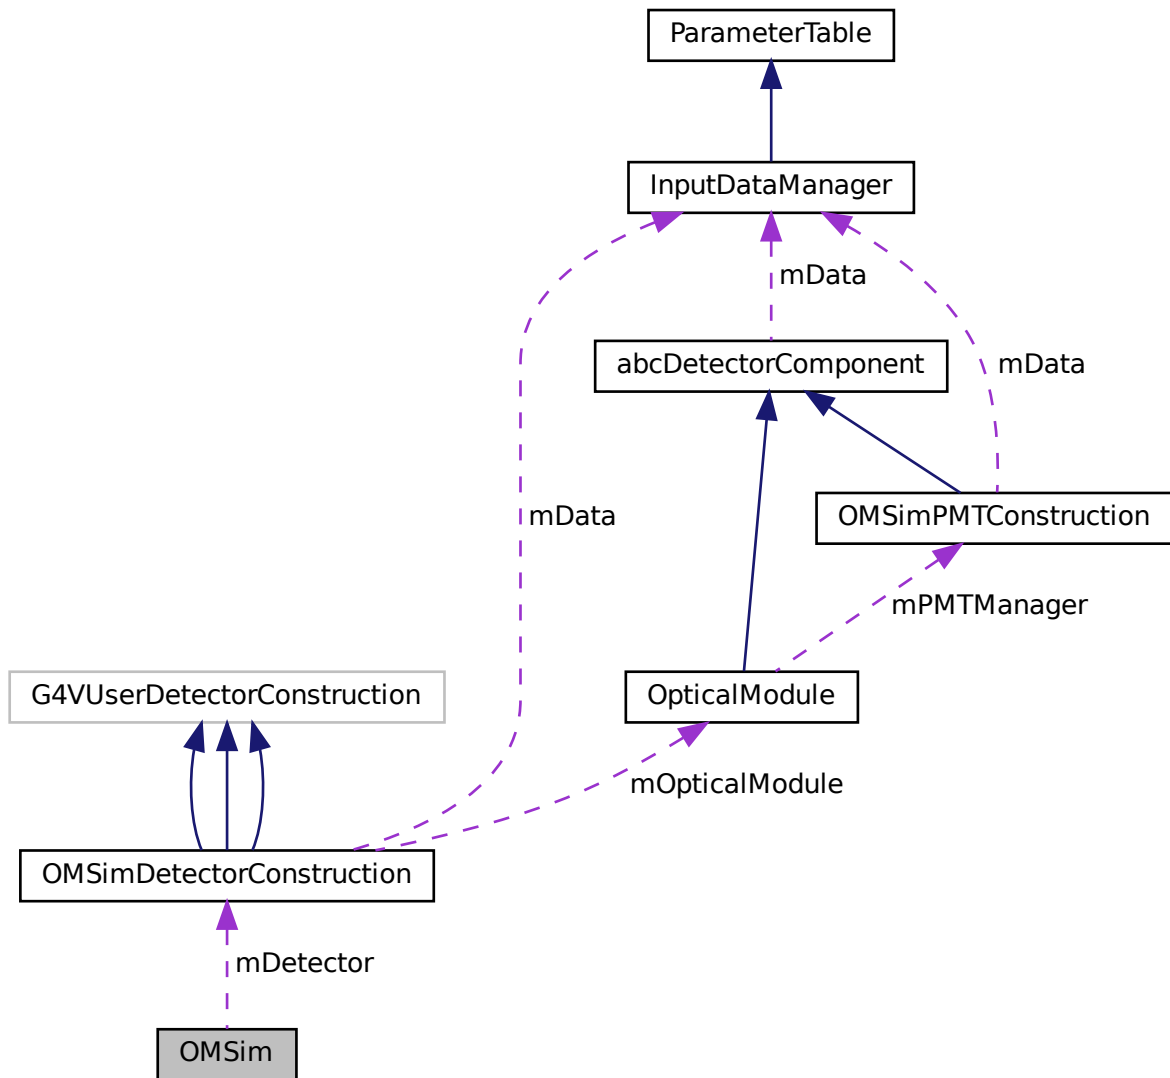 ParameterTable
InputDataManager
mData
abcDetectorComponent
mData
OMSimPMTConstruction
mData
mPMTManager
G4VUserDetectorConstruction
OpticalModule
mOpticalModule
OMSimDetectorConstruction
mDetector
OMSim